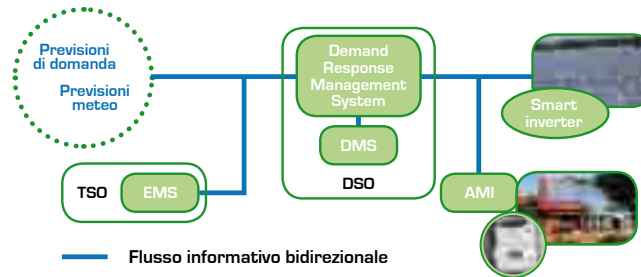 Previsioni
di domanda
Previsioni
meteo
Demand
Response
Management
System
DMS
DSO
TSO
EMS
Smart
inverter
AMI
Flusso informativo bidirezionale